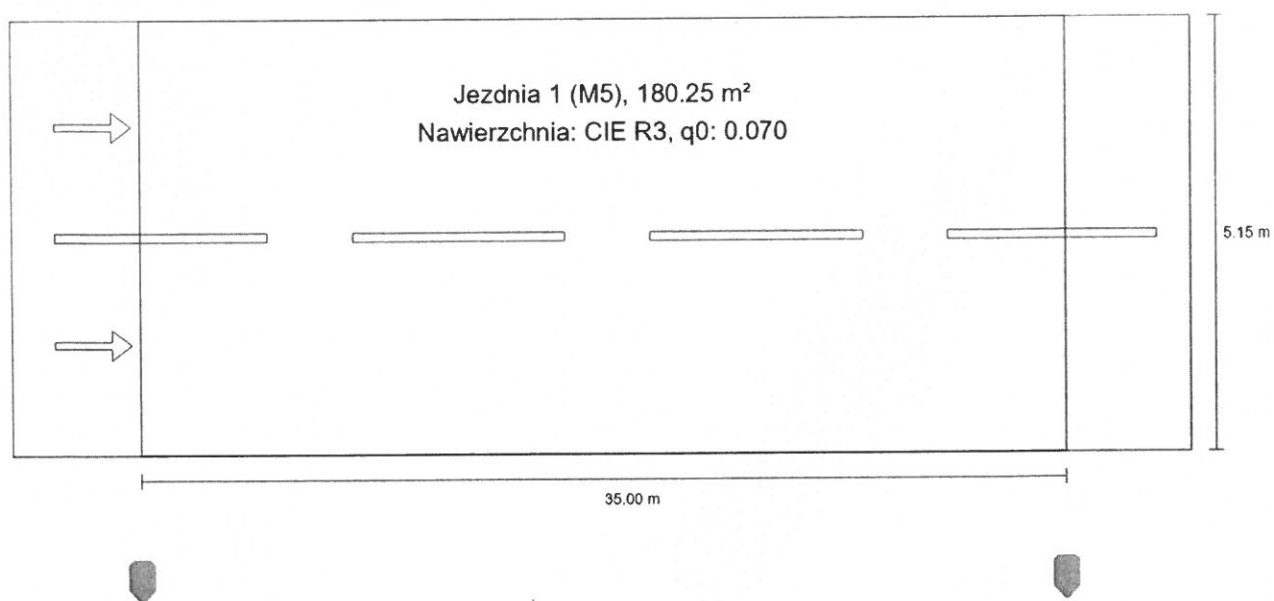 Jezdnia 1 (M5), 180.25 m²
Nawierzchnia: CIE R3, q0: 0.070
5.15 m
35.00 m